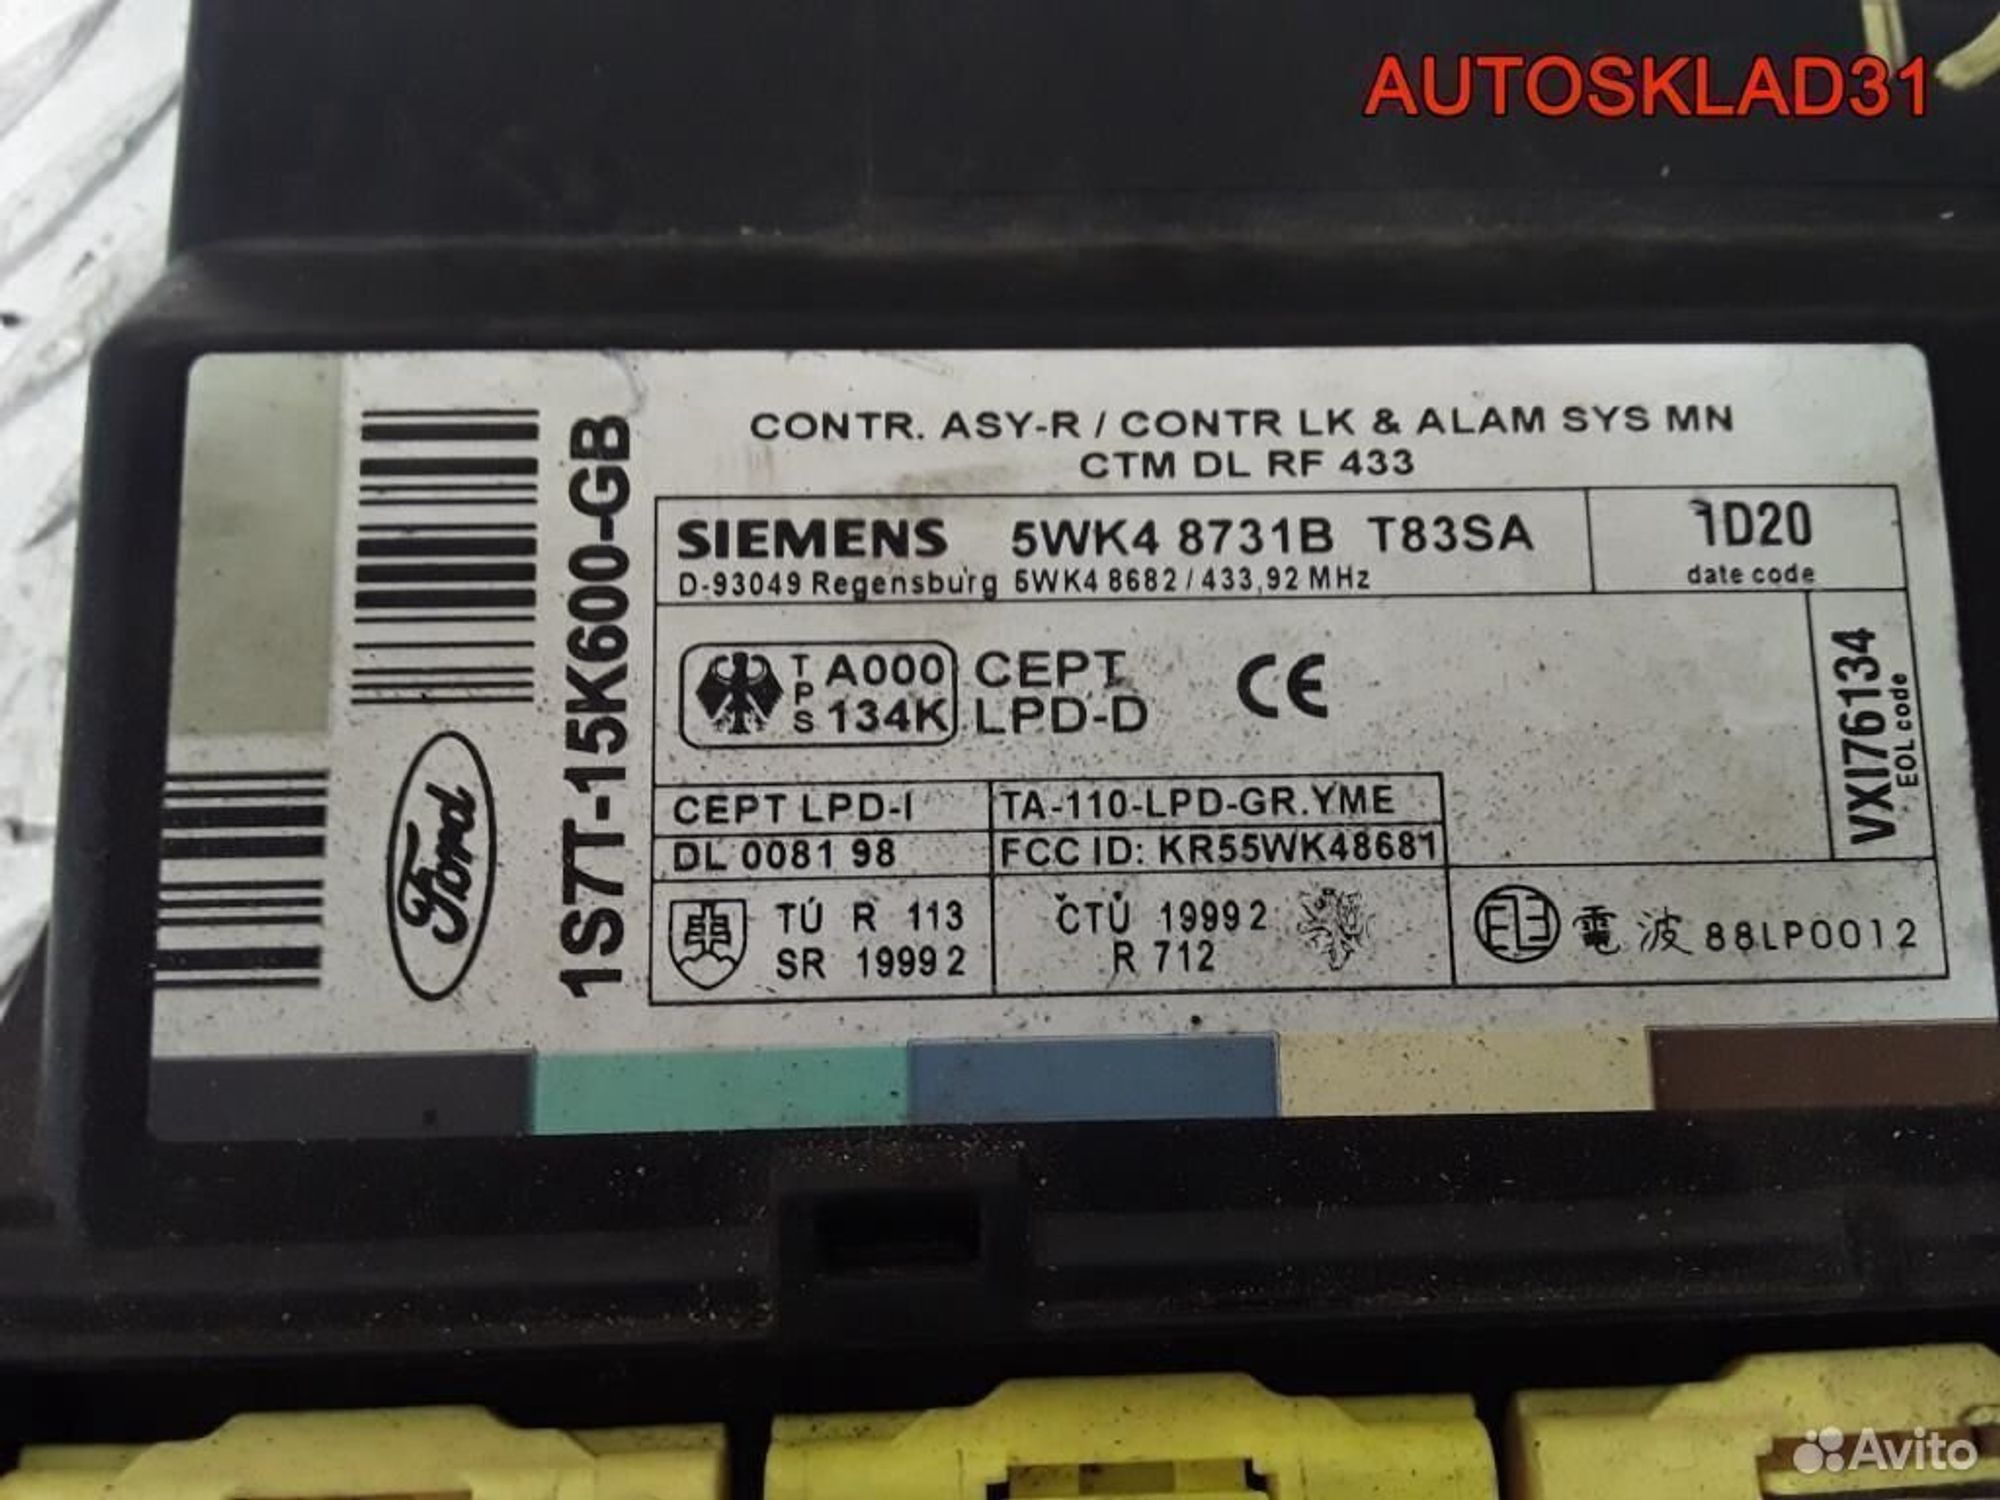 AUTOSKLAD31
CONTR. ASY-R / CONTR LK & ALAM SYS MN
CTM DL RF 433
SIEMENS 5WK4 8731B T83SA
D-93049 Regensburg 5WK4 8682 / 433,92 MHz
1D20
date code
TPS A000
134K
CEPT
LPD-D
CE
VXI76134
EOL code
CEPT LPD-I
TA-110-LPD-GR.YME
DL 0081 98
FCC ID: KR55WK48681
TÚ R 113
SR 1999 2
ČTÚ 1999 2
R 712
電波 88LP0012
Ford
1S7T-15K600-GB
Avito